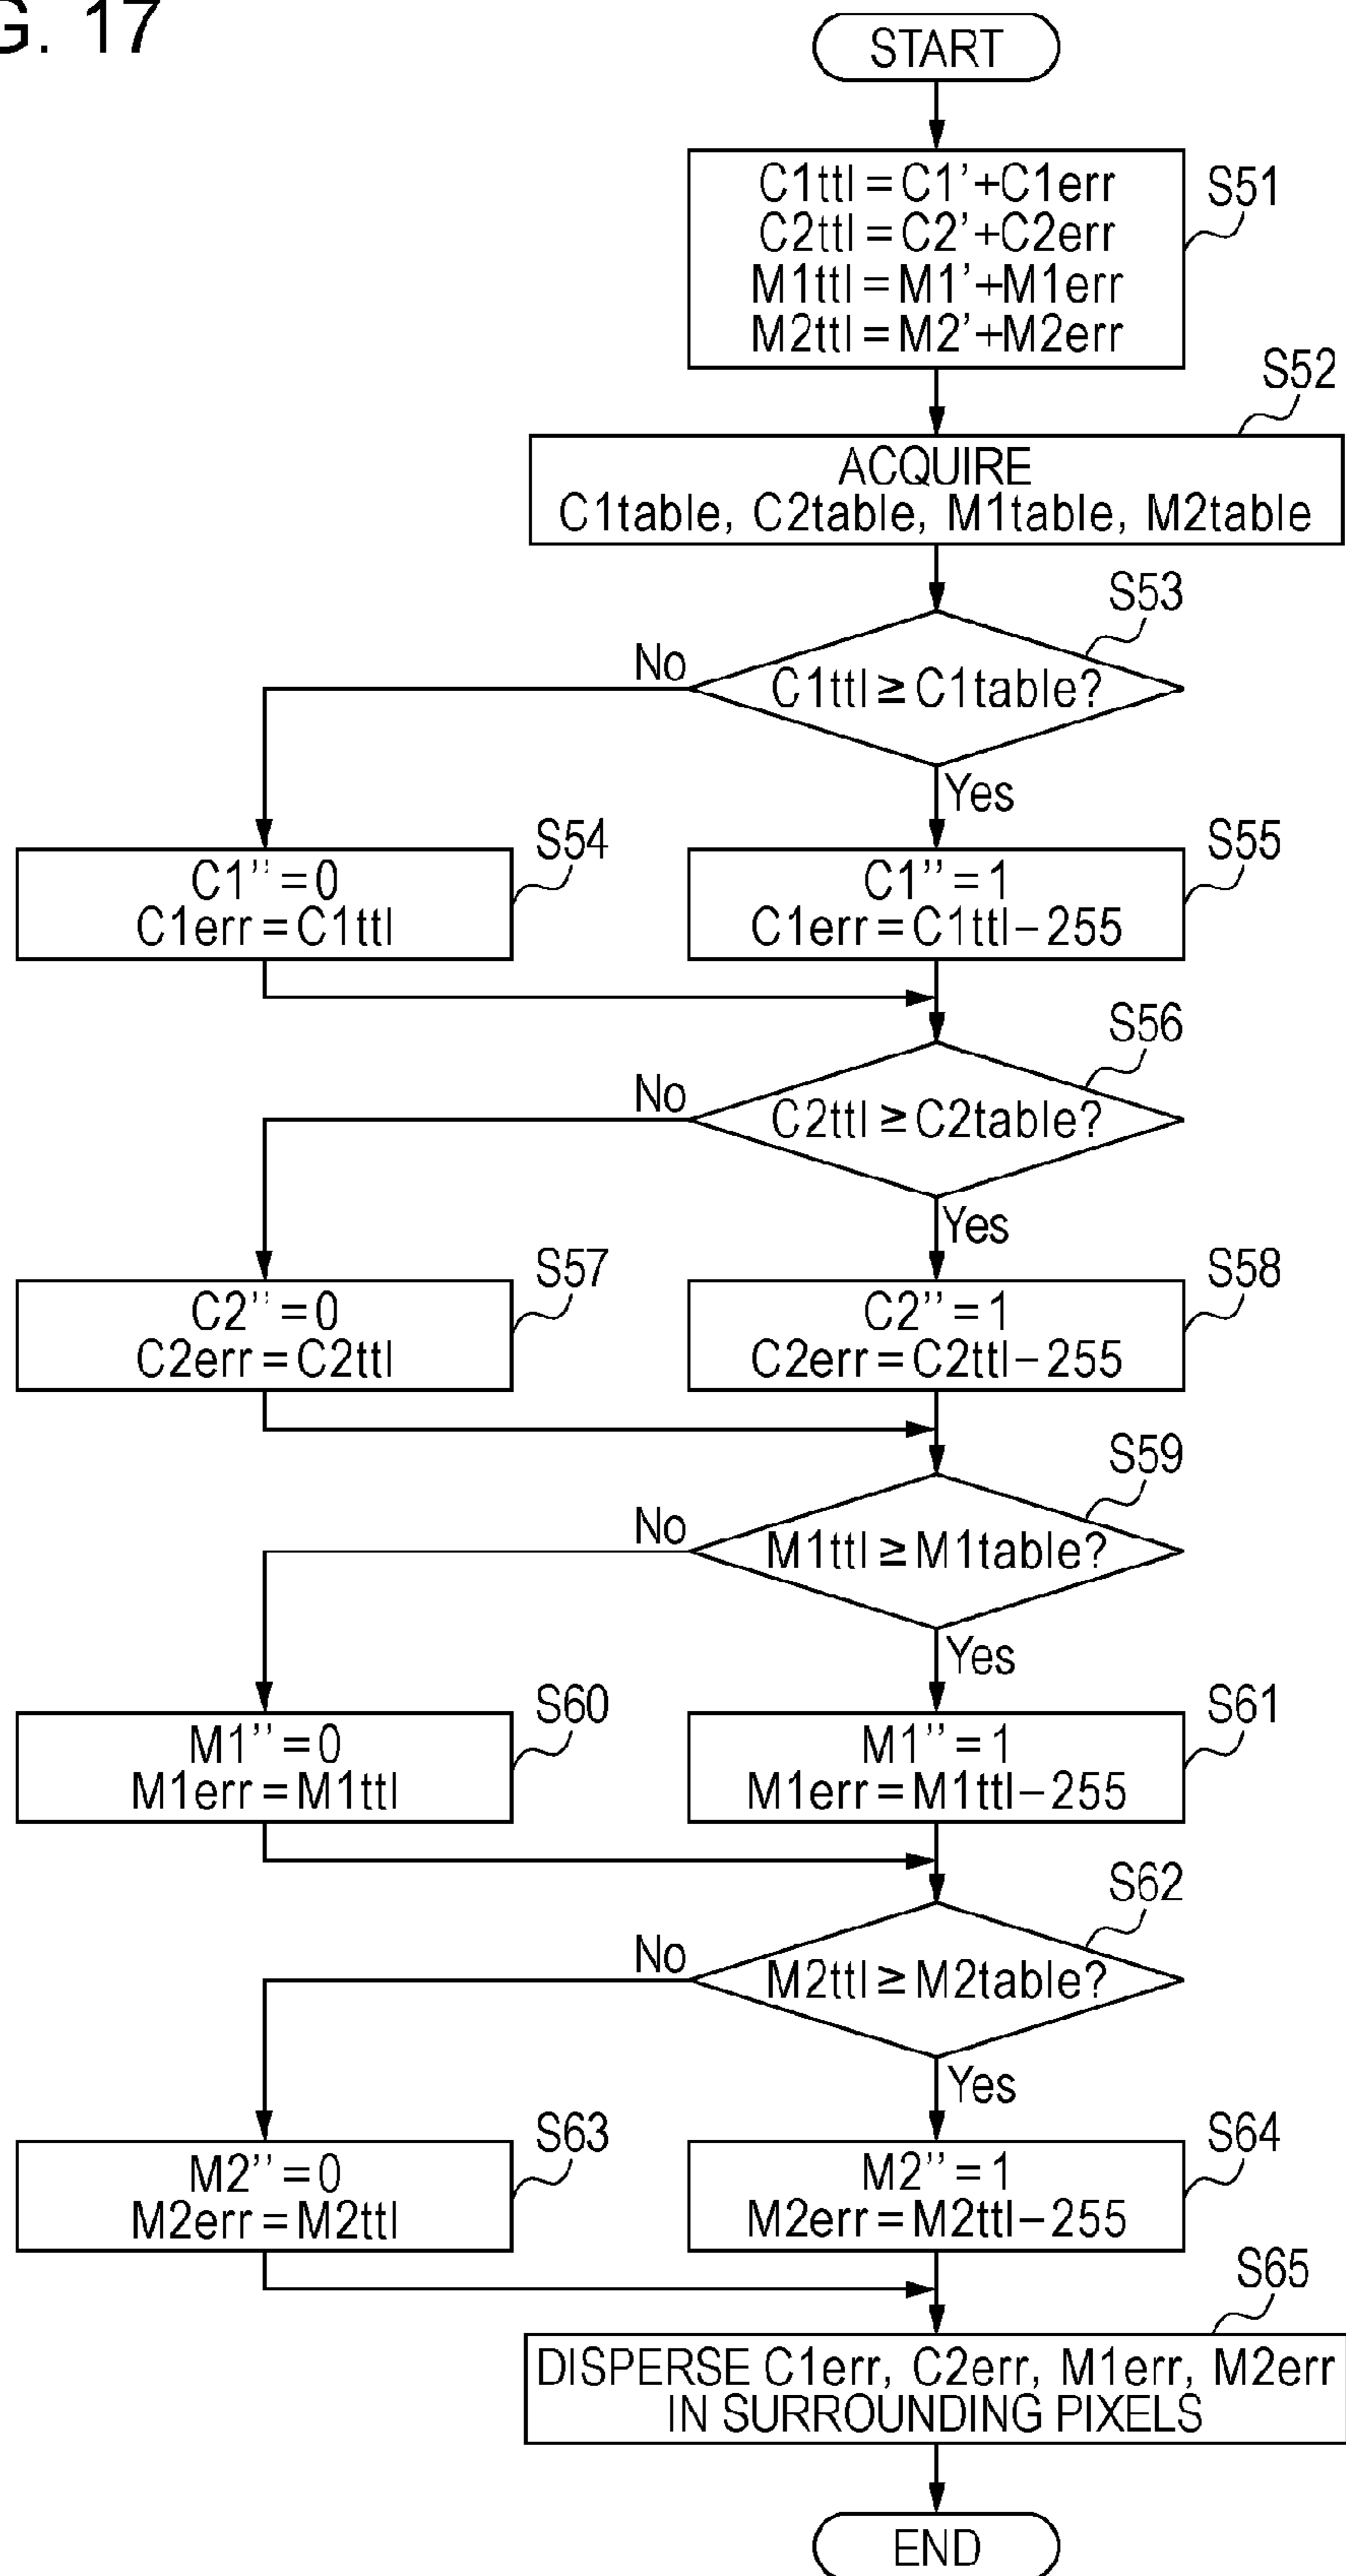 G. 17
START
C1ttl=C1'+C1err
C2ttl=C2'+C2err
M1ttl=M1'+M1err
M2ttl=M2'+M2err
S51
S52
ACQUIRE
C1table, C2table, M1table, M2table
S53
C1ttl≥C1table?
No
Yes
S54
C1''=0
C1err=C1ttl
S55
C1''=1
C1err=C1ttl−255
S56
C2ttl≥C2table?
No
Yes
S57
C2''=0
C2err=C2ttl
S58
C2''=1
C2err=C2ttl−255
S59
M1ttl≥M1table?
No
Yes
S60
M1''=0
M1err=M1ttl
S61
M1''=1
M1err=M1ttl−255
S62
M2ttl≥M2table?
No
Yes
S63
M2''=0
M2err=M2ttl
S64
M2''=1
M2err=M2ttl−255
S65
DISPERSE C1err, C2err, M1err, M2err
IN SURROUNDING PIXELS
END